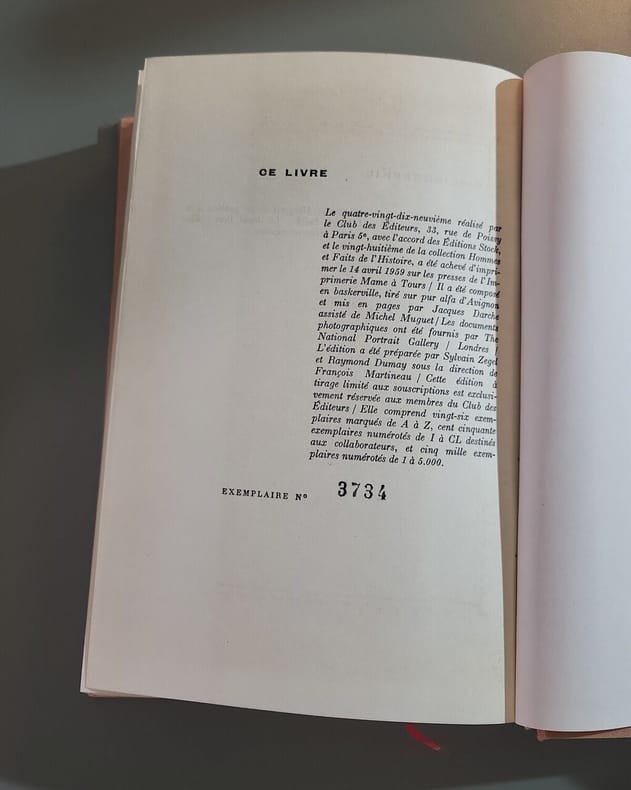 CE LIVRE
Le quatre-vingt-dix-neuvième réalisé par
le Club des Éditeurs, 33, rue de Poissy
à Paris 5e, avec l'accord des Éditions Stock,
et le vingt-huitième de la collection Hommes
et Faits de l'Histoire, a été achevé d'impri-
mer le 14 avril 1959 sur les presses de l'Im-
primerie Mame à Tours / Il a été composé
en baskerville, tiré sur pur alfa d'Avignon
et mis en pages par Jacques Darche
assisté de Michel Muguet / Les documents
photographiques ont été fournis par The
National Portrait Gallery / Londres /
L'édition a été préparée par Sylvain Zegel
et Raymond Dumay sous la direction de
François Martineau / Cette édition à
tirage limité aux souscriptions est exclusi-
vement réservée aux membres du Club des
Éditeurs / Elle comprend vingt-six exem-
plaires marqués de A à Z, cent cinquante
exemplaires numérotés de I à CL destinés
aux collaborateurs, et cinq mille exem-
plaires numérotés de 1 à 5.000.
EXEMPLAIRE No 3734